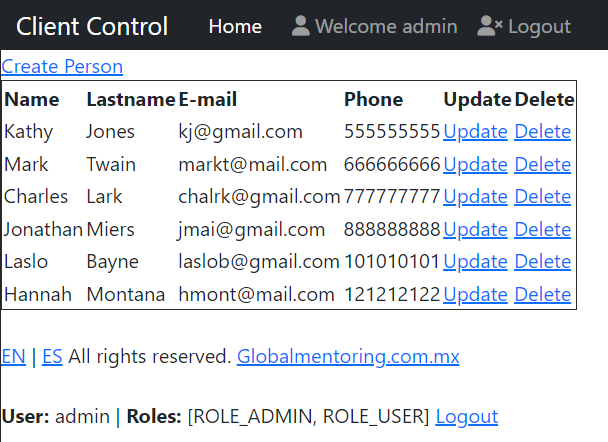 Client Control Home Welcome admin Logout
Create Person
Name Lastname E-mail Phone Update Delete
Kathy Jones kj@gmail.com 555555555 Update Delete
Mark Twain markt@mail.com 666666666 Update Delete
Charles Lark chalrk@gmail.com 777777777 Update Delete
Jonathan Miers jmai@gmail.com 888888888 Update Delete
Laslo Bayne laslob@gmail.com 101010101 Update Delete
Hannah Montana hmont@mail.com 121212122 Update Delete
EN | ES All rights reserved. Globalmentoring.com.mx
User: admin | Roles: [ROLE_ADMIN, ROLE_USER] Logout